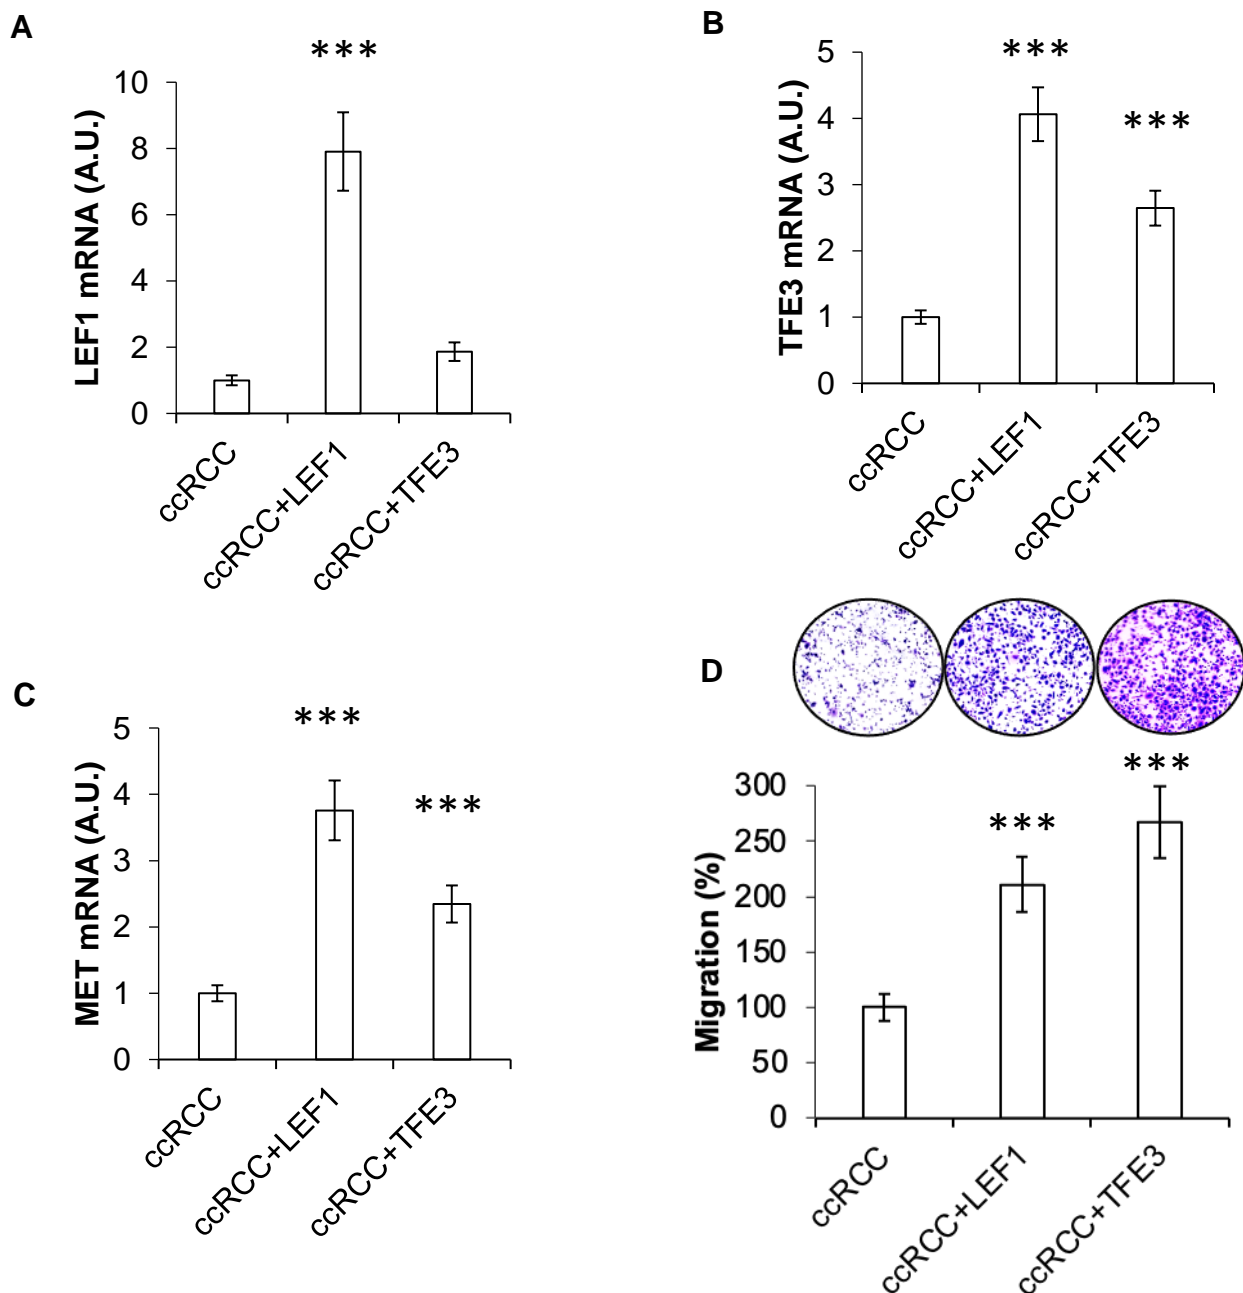 A
***
LEF1 mRNA (A.U.)
10
8
6
4
2
0
ccRCC
ccRCC+LEF1
ccRCC+TFE3
B
***
***
TFE3 mRNA (A.U.)
5
4
3
2
1
0
ccRCC
ccRCC+LEF1
ccRCC+TFE3
C
***
***
MET mRNA (A.U.)
5
4
3
2
1
0
ccRCC
ccRCC+LEF1
ccRCC+TFE3
D
***
***
Migration (%)
300
250
200
150
100
50
0
ccRCC
ccRCC+LEF1
ccRCC+TFE3